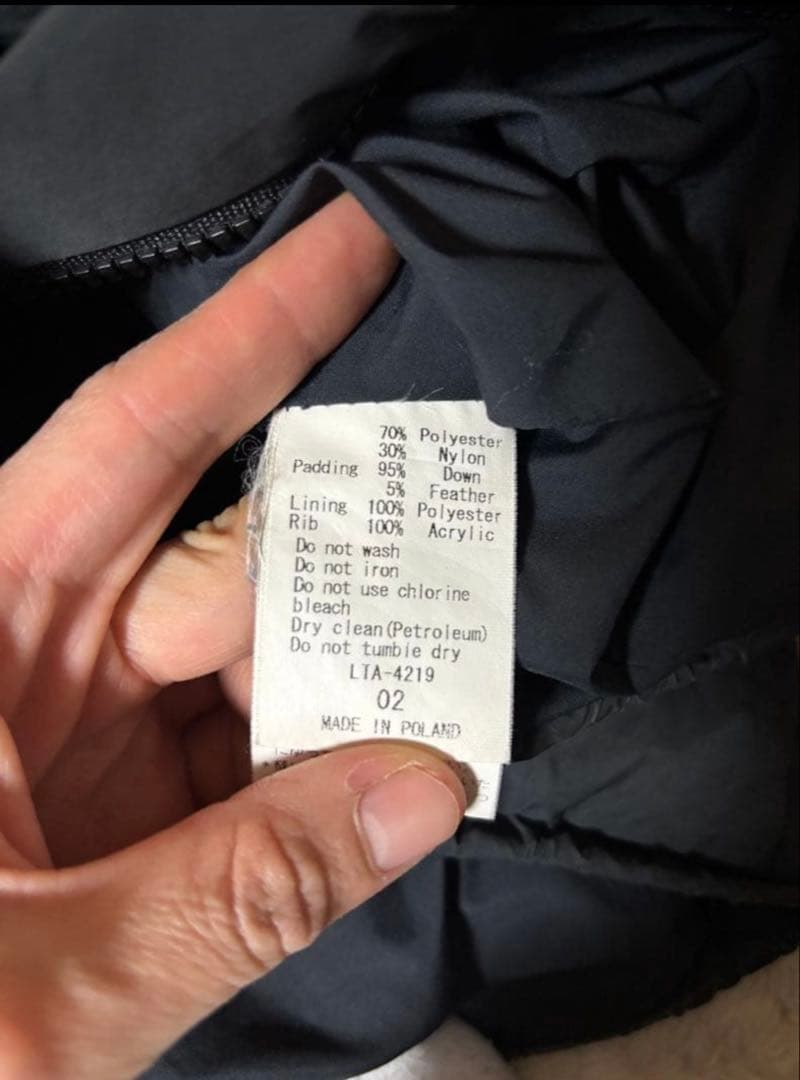 70% Polyester
30% Nylon
Padding 95% Down
5% Feather
Lining 100% Polyester
Rib 100% Acrylic
Do not wash
Do not iron
Do not use chlorine
bleach
Dry clean(Petroleum)
Do not tumble dry
LTA-4219
02
MADE IN POLAND